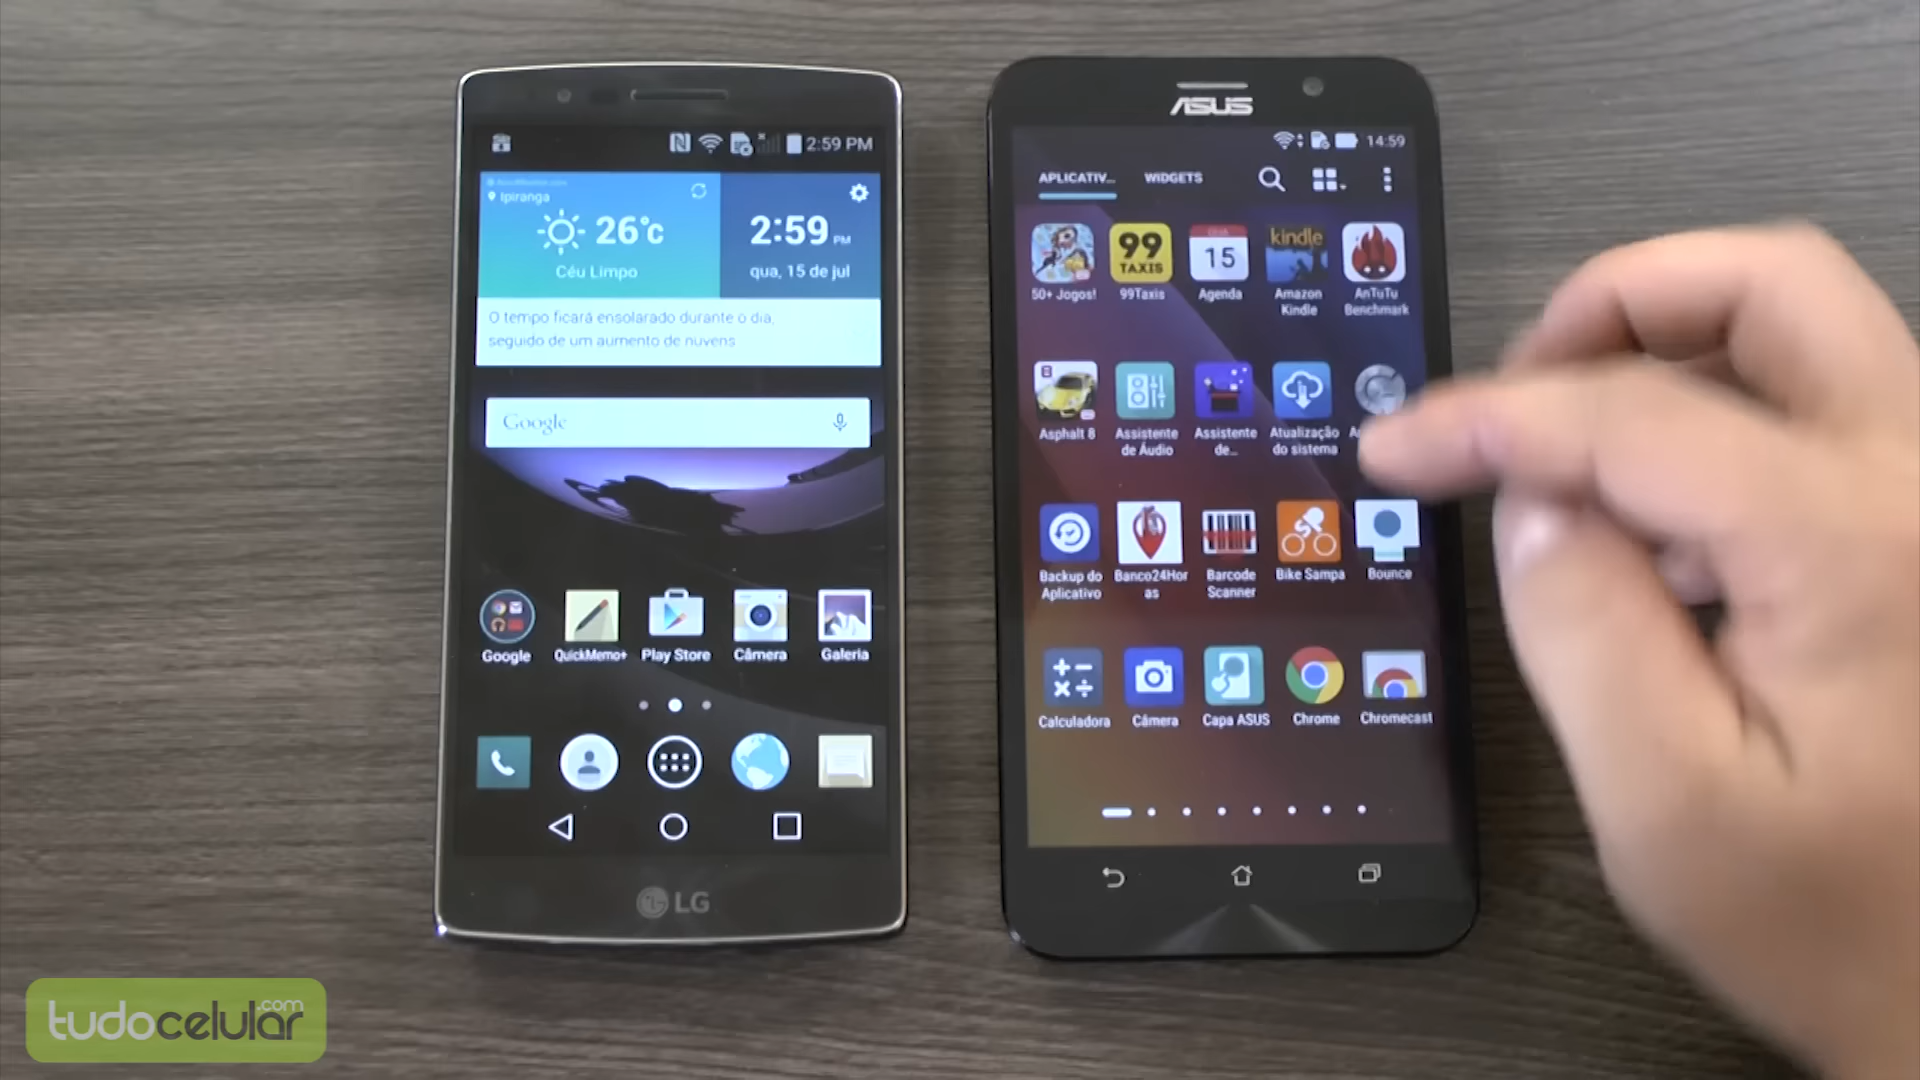 2:59 PM
Ipiranga
26°c
Céu Limpo
2:59 PM
qua, 15 de jul
O tempo ficará ensolarado durante o dia,
seguido de um aumento de nuvens
Google
Google
QuickMemo+
Play Store
Câmera
Galeria
LG
ASUS
14:59
APLICATIV...
WIDGETS
99
TAXIS
15
kindle
50+ Jogos!
99Taxis
Agenda
Amazon
Kindle
AnTuTu
Benchmark
Asphalt 8
Assistente
de Áudio
Assistente
de...
Atualização
do sistema
Backup do
Aplicativo
Banco24Hor
as
Barcode
Scanner
Bike Sampa
Bounce
Calculadora
Câmera
Capa ASUS
Chrome
Chromecast
tudocelular.com